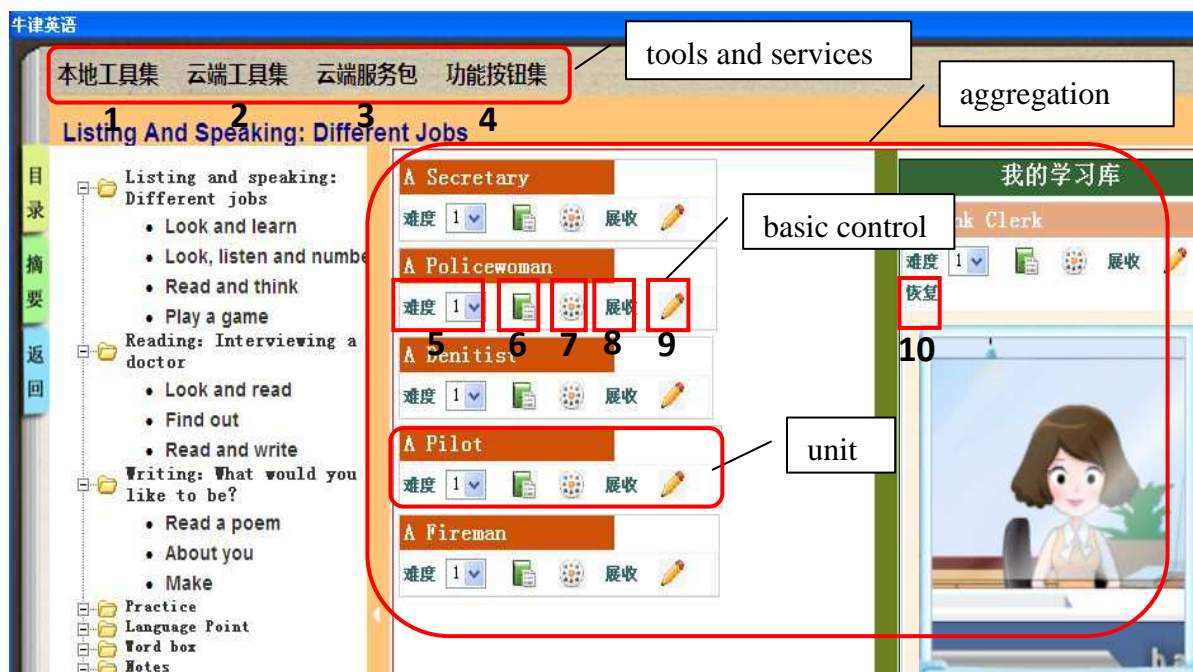 牛津英语
tools and services
本地工具集 云端工具集 云端服务包 功能按钮集
1 2 3 4
aggregation
Listing And Speaking: Different Jobs
目录
摘要
返回
Listing and speaking:
Different jobs
Look and learn
Look, listen and numbe
Read and think
Play a game
Reading: Interviewing a
doctor
Look and read
Find out
Read and write
Writing: What would you
like to be?
Read a poem
About you
Make
Practice
Language Point
Word box
Notes
A Secretary
难度 1 展收
basic control
A Policewoman
难度 1 展收
5 6 7 8 9
A Denitist
难度 1 展收
A Pilot
难度 1 展收
unit
A Fireman
难度 1 展收
我的学习库
Clerk
难度 1 展收
恢复
10
ba